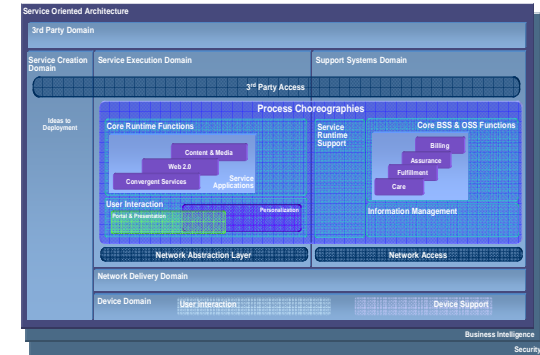 Service Oriented Architecture
3rd Party Domain
Service Creation
Domain
Service Execution Domain
Support Systems Domain
3rd Party Access
Ideas to
Deployment
Process Choreographies
Core Runtime Functions
Service
Runtime
Support
Core BSS & OSS Functions
Content & Media
Web 2.0
Convergent Services
Service
Applications
Billing
Assurance
Fulfillment
Care
User Interaction
Portal & Presentation
Personalization
Information Management
Network Abstraction Layer
Network Access
Network Delivery Domain
Device Domain
User Interaction
Device Support
Business Intelligence
Security